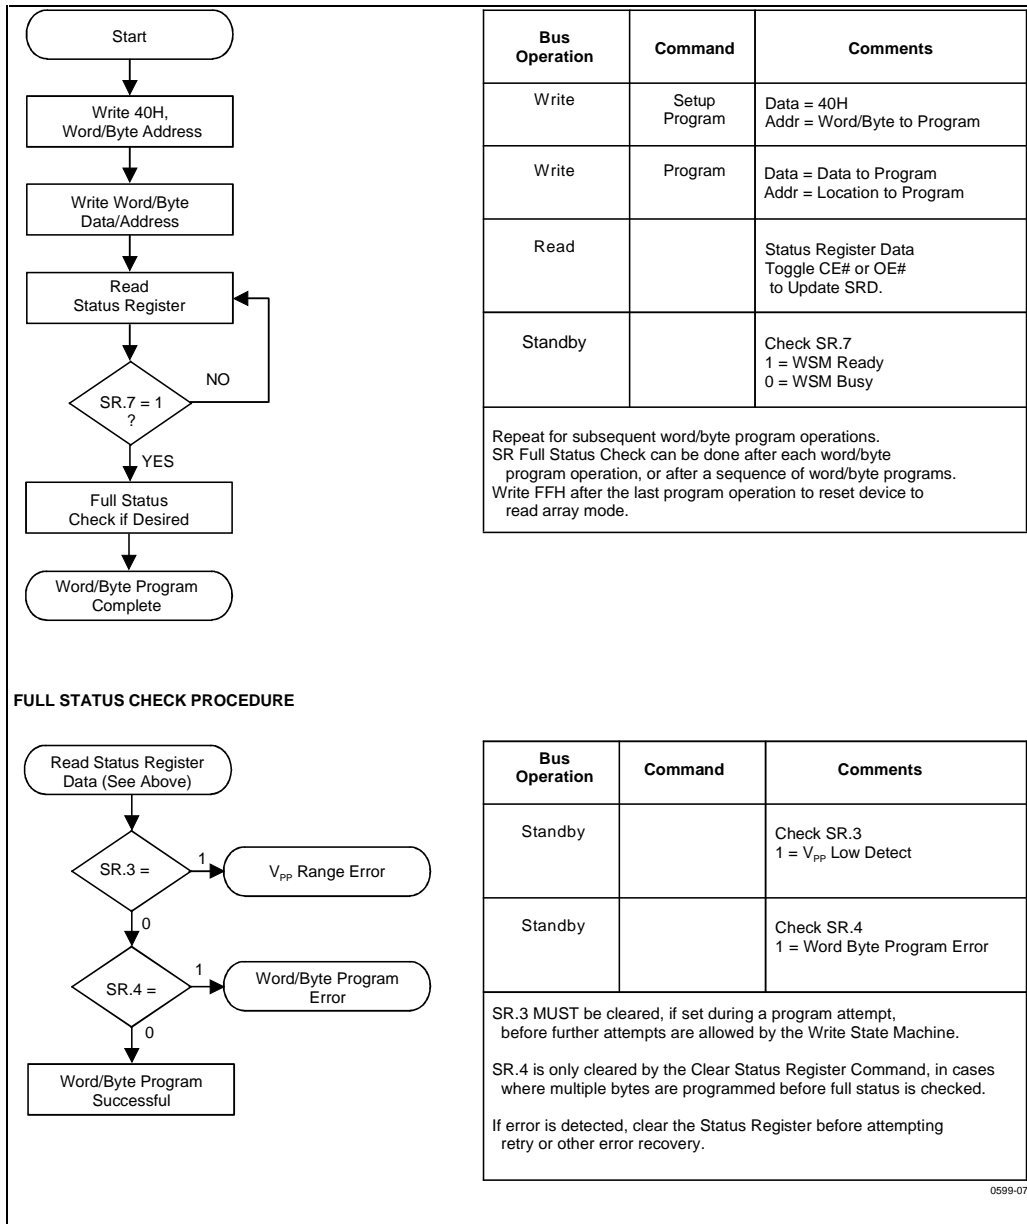 Start
Write 40H,
Word/Byte Address
Write Word/Byte
Data/Address
Read
Status Register
NO
SR.7 = 1
?
YES
Full Status
Check if Desired
Word/Byte Program
Complete
Bus
Operation
Command
Comments
Write
Setup
Program
Data = 40H
Addr = Word/Byte to Program
Write
Program
Data = Data to Program
Addr = Location to Program
Read
Status Register Data
Toggle CE# or OE#
to Update SRD.
Standby
Check SR.7
1 = WSM Ready
0 = WSM Busy
Repeat for subsequent word/byte program operations.
SR Full Status Check can be done after each word/byte
program operation, or after a sequence of word/byte programs.
Write FFH after the last program operation to reset device to
read array mode.
FULL STATUS CHECK PROCEDURE
Read Status Register
Data (See Above)
SR.3 =
1
VPP Range Error
0
SR.4 =
1
Word/Byte Program
Error
0
Word/Byte Program
Successful
Bus
Operation
Command
Comments
Standby
Check SR.3
1 = VPP Low Detect
Standby
Check SR.4
1 = Word Byte Program Error
SR.3 MUST be cleared, if set during a program attempt,
before further attempts are allowed by the Write State Machine.
SR.4 is only cleared by the Clear Status Register Command, in cases
where multiple bytes are programmed before full status is checked.
If error is detected, clear the Status Register before attempting
retry or other error recovery.
0599-07